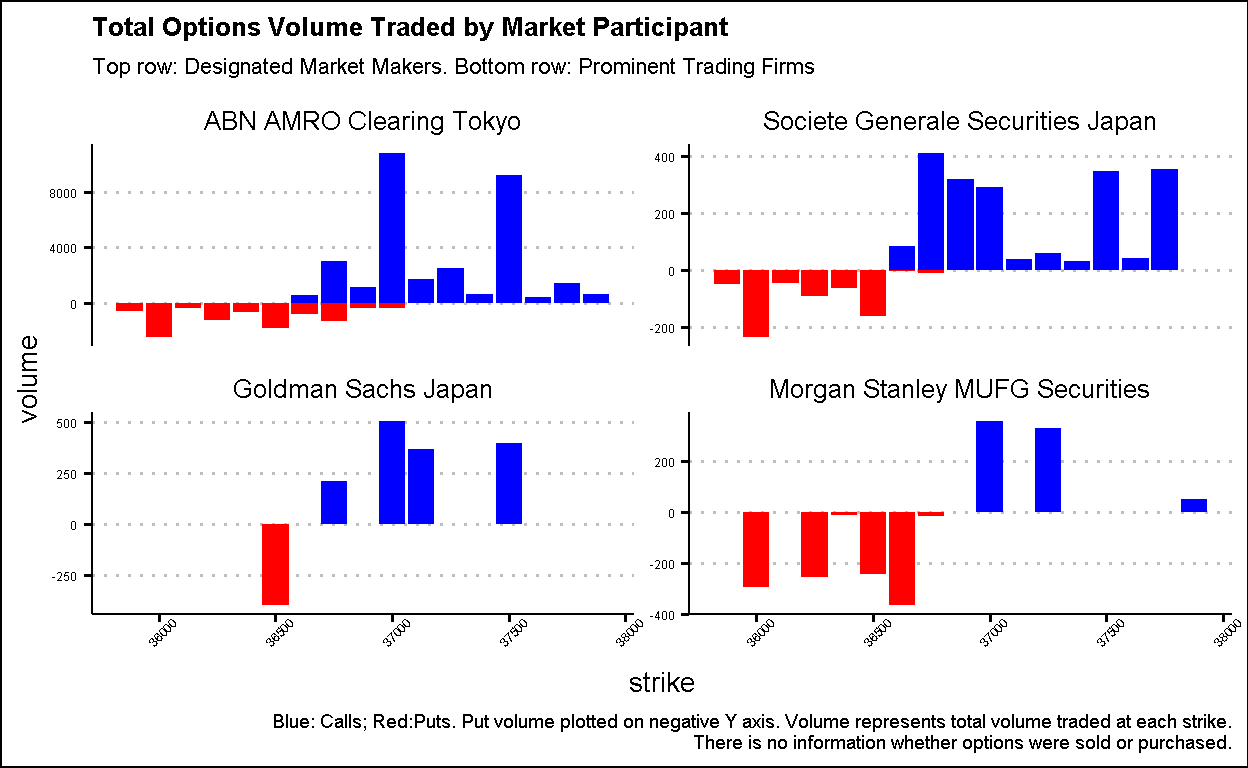 Total Options Volume Traded by Market Participant
Top row: Designated Market Makers. Bottom row: Prominent Trading Firms
ABN AMRO Clearing Tokyo
Societe Generale Securities Japan
8000
4000
0
400
200
0
-200
volume
Goldman Sachs Japan
Morgan Stanley MUFG Securities
500
250
0
-250
200
0
-200
-400
36000
36500
37000
37500
38000
36000
36500
37000
37500
38000
strike
Blue: Calls; Red:Puts. Put volume plotted on negative Y axis. Volume represents total volume traded at each strike.
There is no information whether options were sold or purchased.